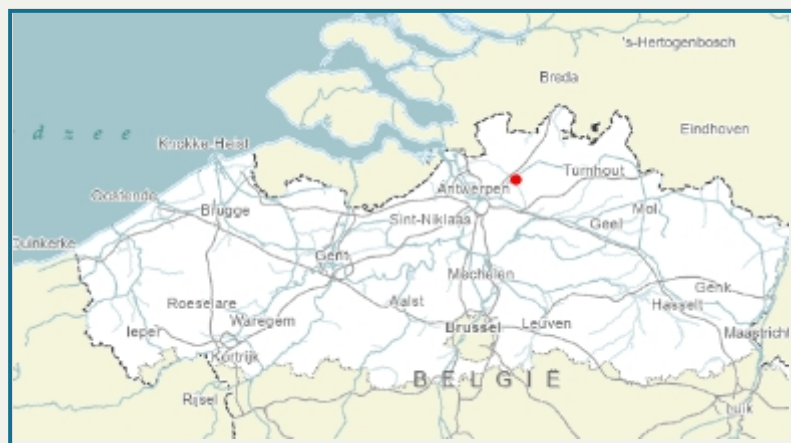 's-Hertogenbosch
Breda
d z e e
Eindhoven
Knokke-Heist
Turnhout
Antwerpen
Oostende
Brugge
Mol
Sint-Niklaas
Geel
Duinkerke
Gent
Mechelen
Genk
Roeselare
Aalst
Hasselt
Waregem
Brussel
Leuven
Ieper
Maastricht
Kortrijk
BELGIË
Rijsel
Luik